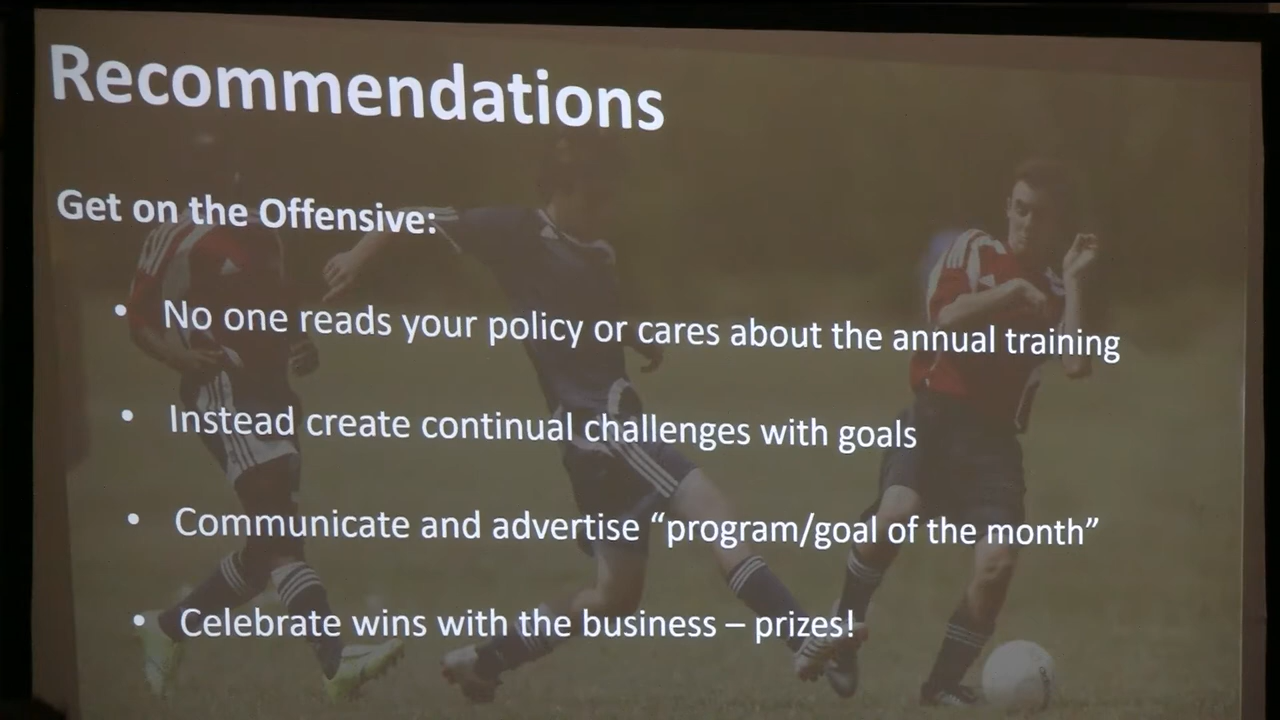 Recommendations
Get on the Offensive:
• No one reads your policy or cares about the annual training
• Instead create continual challenges with goals
• Communicate and advertise “program/goal of the month”
• Celebrate wins with the business – prizes!